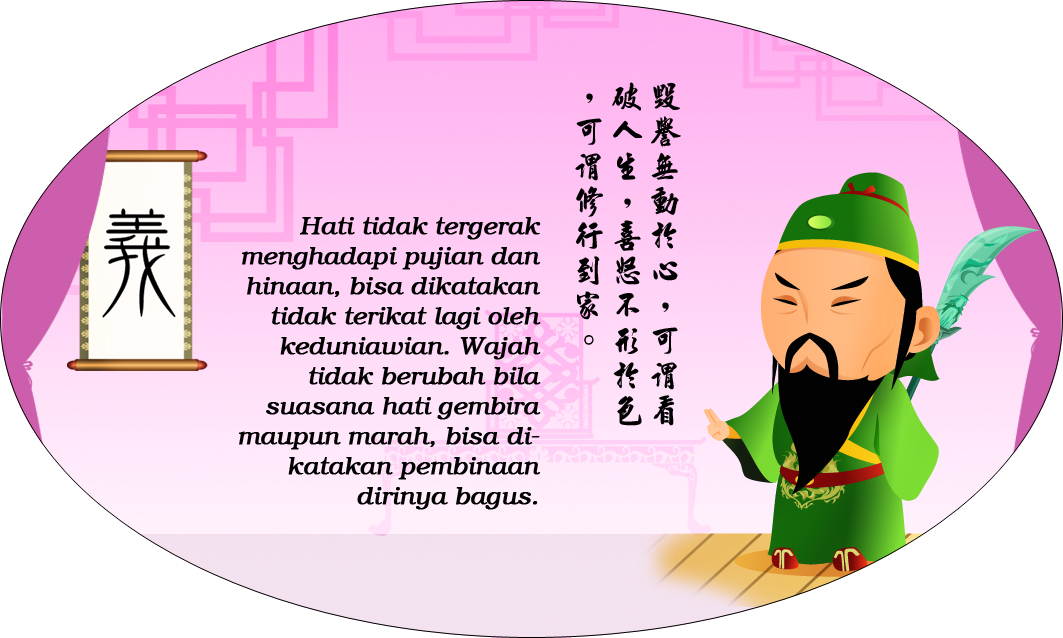 義
毀譽無動於心，可謂看
破人生，喜怒不形於色
，可謂修行到家。
Hati tidak tergerak
menghadapi pujian dan
hinaan, bisa dikatakan
tidak terikat lagi oleh
keduniawian. Wajah
tidak berubah bila
suasana hati gembira
maupun marah, bisa di-
katakan pembinaan
dirinya bagus.